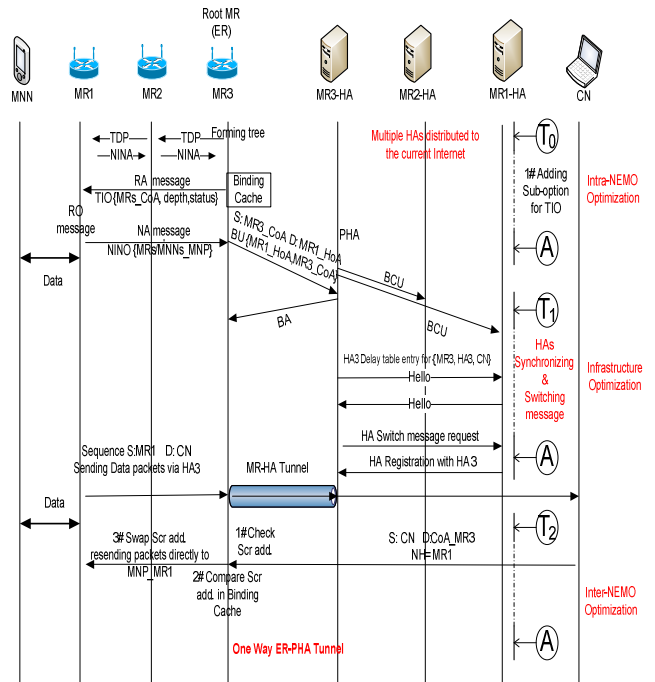 Root MR
(ER)
MNN
MR1
MR2
MR3
MR3-HA
MR2-HA
MR1-HA
CN
TDP
TDP
Forming tree
NINA
NINA
Multiple HAs distributed to
the current Internet
T0
1# Adding
Sub-option
for TIO
Intra-NEMO
Optimization
RA message
TIO{MRs_CoA, depth,status}
Binding
Cache
RO
message
NA message
NINO{MRs\MNNs_MNP}
S: MR3_CoA D: MR1_HoA
BU{MR1_HoA,MR3_CoA}
PHA
A
Data
BCU
BCU
BA
T1
HA3 Delay table entry for {MR3, HA3, CN}
Hello
Hello
HAs
Synchronizing
&
Switching
message
Infrastructure
Optimization
HA Switch message request
HA Registration with HA3
A
Sequence S:MR1 D: CN
Sending Data packets via HA3
MR-HA Tunnel
Data
T2
3# Swap Scr add.
resending packets directly to
MNP_MR1
1# Check
Scr add.
S: CN D:CoA_MR3
NH=MR1
2# Compare Scr
add. in Binding
Cache
Inter-NEMO
Optimization
One Way ER-PHA Tunnel
A